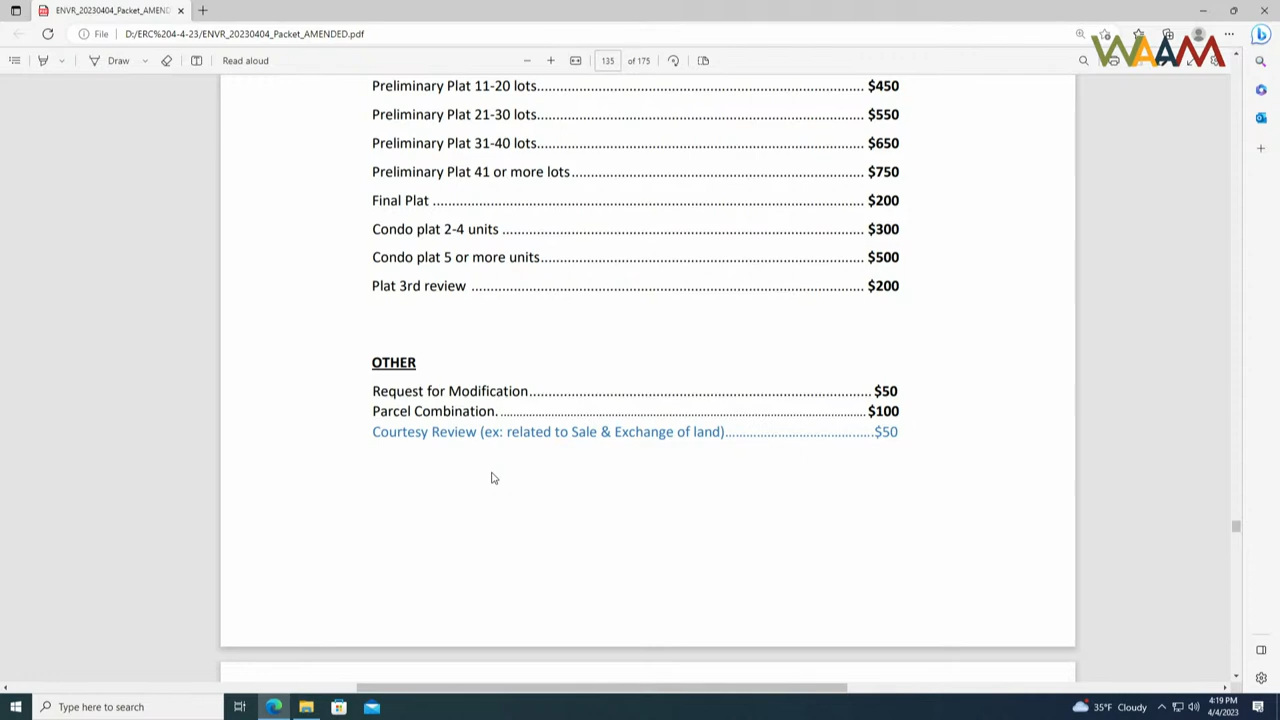 ENVR_20230404_Packet_AMEND
File
D:/ERC%204-4-23/ENVR_20230404_Packet_AMENDED.pdf
WAAM
Draw
Read aloud
135 of 175
Preliminary Plat 11-20 lots................................................................................ $450
Preliminary Plat 21-30 lots................................................................................ $550
Preliminary Plat 31-40 lots................................................................................ $650
Preliminary Plat 41 or more lots........................................................................ $750
Final Plat ........................................................................................................ $200
Condo plat 2-4 units ........................................................................................ $300
Condo plat 5 or more units............................................................................... $500
Plat 3rd review ................................................................................................ $200
OTHER
Request for Modification.................................................................................. $50
Parcel Combination. ........................................................................................ $100
Courtesy Review (ex: related to Sale & Exchange of land)......................................$50
Type here to search
35°F Cloudy
4:19 PM
4/4/2023